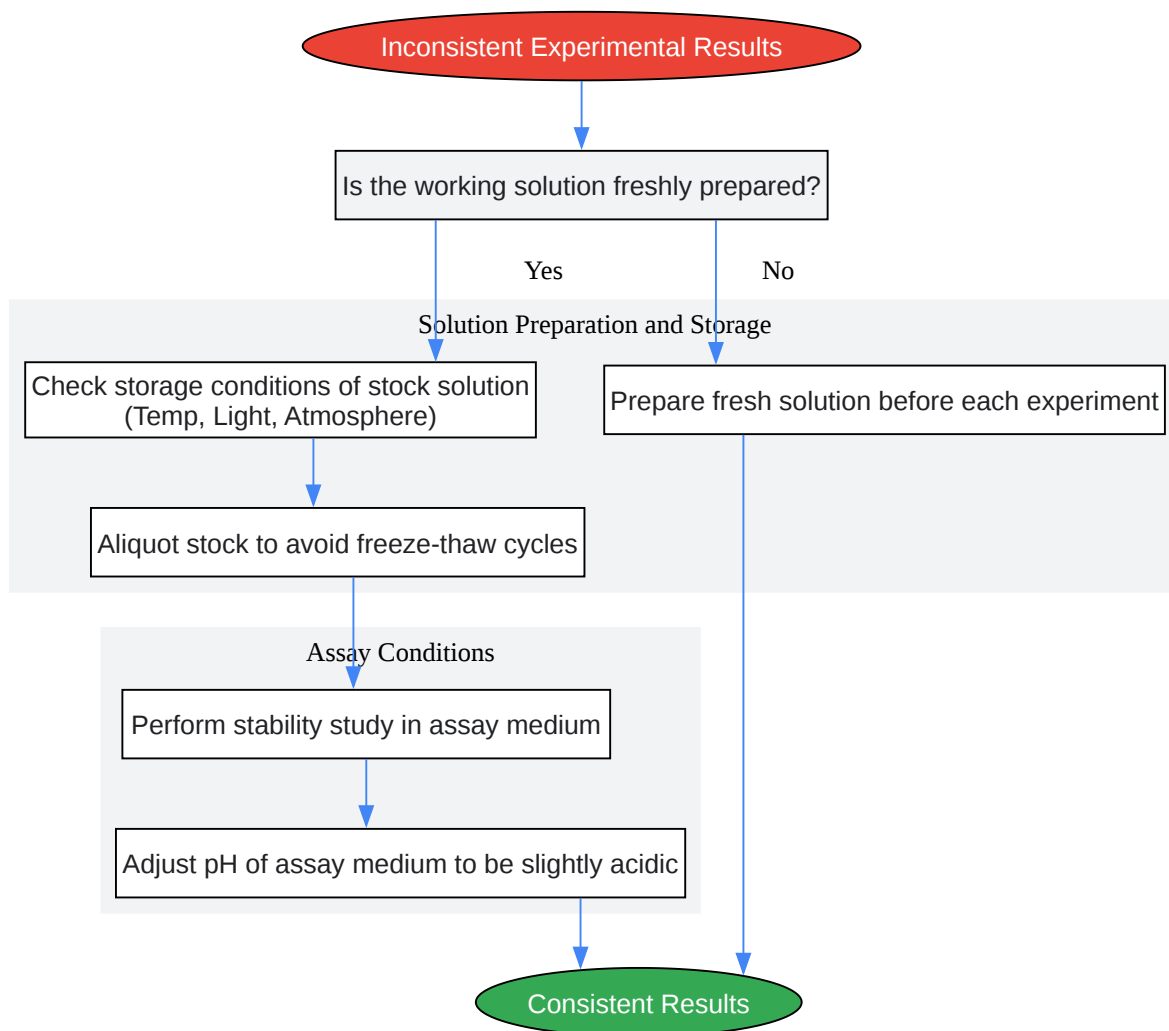 Inconsistent Experimental Results
Is the working solution freshly prepared?
Yes
No
Solution Preparation and Storage
Check storage conditions of stock solution
(Temp, Light, Atmosphere)
Prepare fresh solution before each experiment
Aliquot stock to avoid freeze-thaw cycles
Assay Conditions
Perform stability study in assay medium
Adjust pH of assay medium to be slightly acidic
Consistent Results